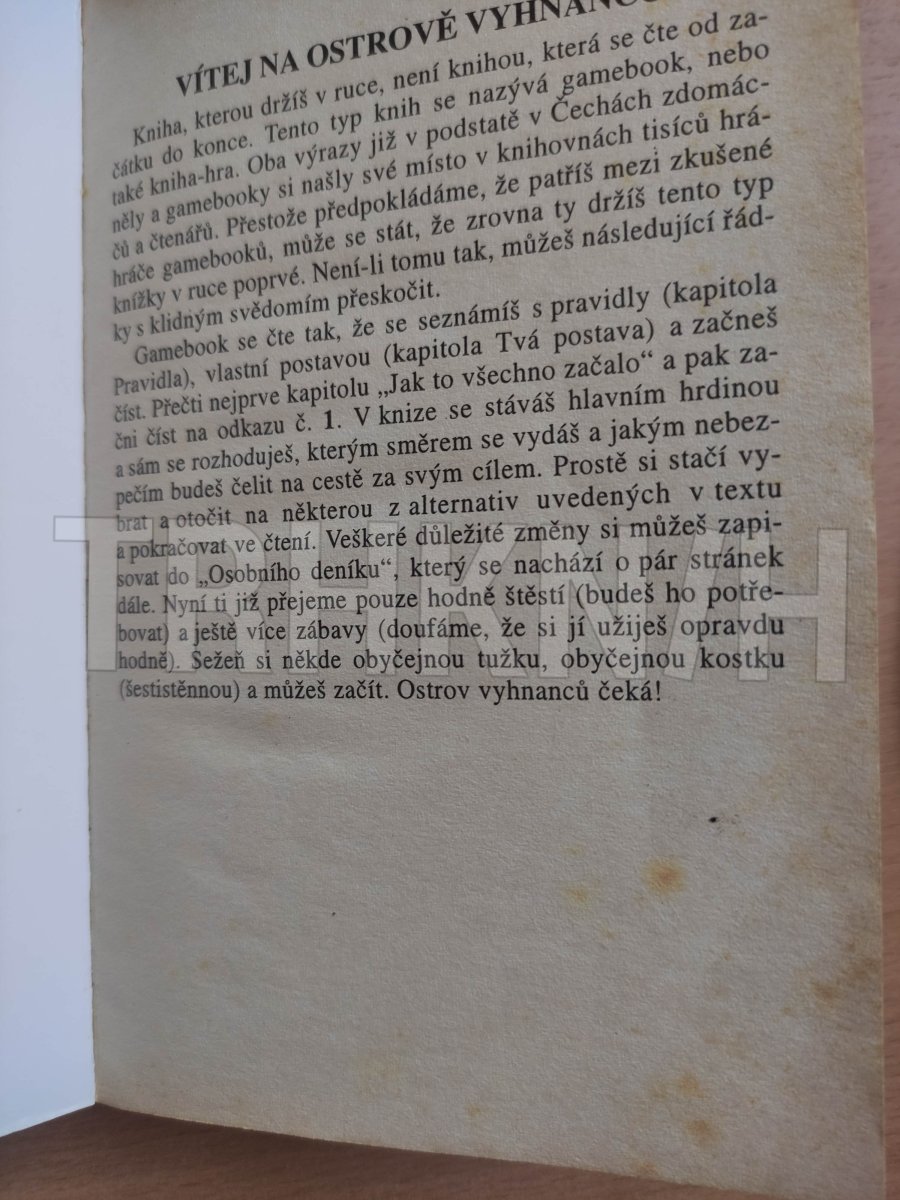 VÍTEJ NA OSTROVĚ
Kniha, kterou držíš v ruce, není knihou, která se čte od za-
čátku do konce. Tento typ knih se nazývá gamebook, nebo
také kniha-hra. Oba výrazy již v podstatě v Čechách zdomác-
něly a gamebooky si našly své místo v knihovnách tisíců hrá-
čů a čtenářů. Přestože předpokládáme, že patříš mezi zkušené
hráče gamebooků, může se stát, že zrovna ty držíš tento typ
knížky v ruce poprvé. Není-li tomu tak, můžeš následující řád-
ky s klidným svědomím přeskočit.
Gamebook se čte tak, že se seznámíš s pravidly (kapitola
Pravidla), vlastní postavou (kapitola Tvá postava) a začneš
číst. Přečti nejprve kapitolu „Jak to všechno začalo“ a pak za-
čni číst na odkazu č. 1. V knize se stáváš hlavním hrdinou
a sám se rozhoduješ, kterým směrem se vydáš a jakým nebez-
pečím budeš čelit na cestě za svým cílem. Prostě si stačí vy-
brat a otočit na některou z alternativ uvedených v textu
a pokračovat ve čtení. Veškeré důležité změny si můžeš zapi-
sovat do „Osobního deníku“, který se nachází o pár stránek
dále. Nyní ti již přejeme pouze hodně štěstí (budeš ho potře-
bovat) a ještě více zábavy (doufáme, že si jí užiješ opravdu
hodně). Sežeň si někde obyčejnou tužku, obyčejnou kostku
(šestistěnnou) a můžeš začít. Ostrov vyhnanců čeká!